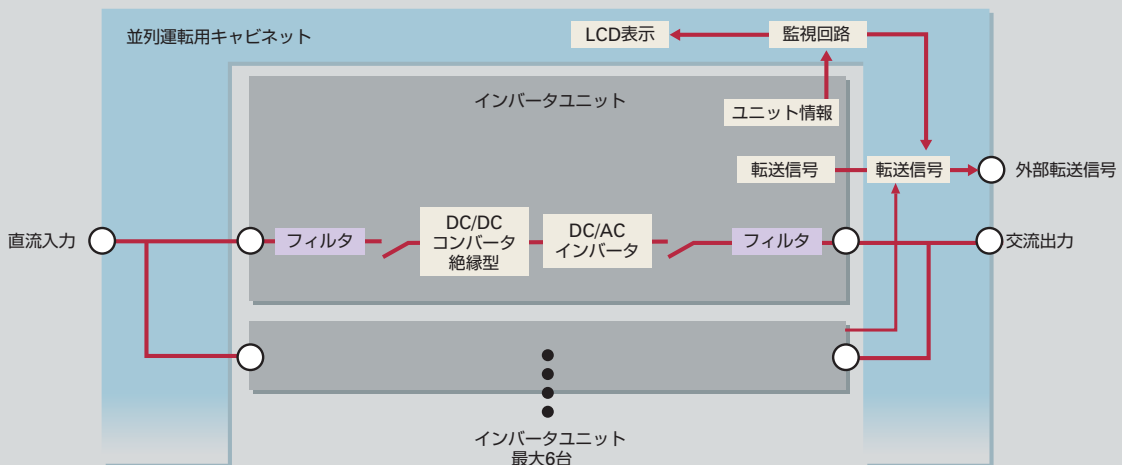 並列運転用キャビネット
LCD表示
監視回路
インバータユニット
ユニット情報
転送信号
転送信号
外部転送信号
直流入力
フィルタ
DC/DC
コンバータ
絶縁型
DC/AC
インバータ
フィルタ
交流出力
インバータユニット
最大6台